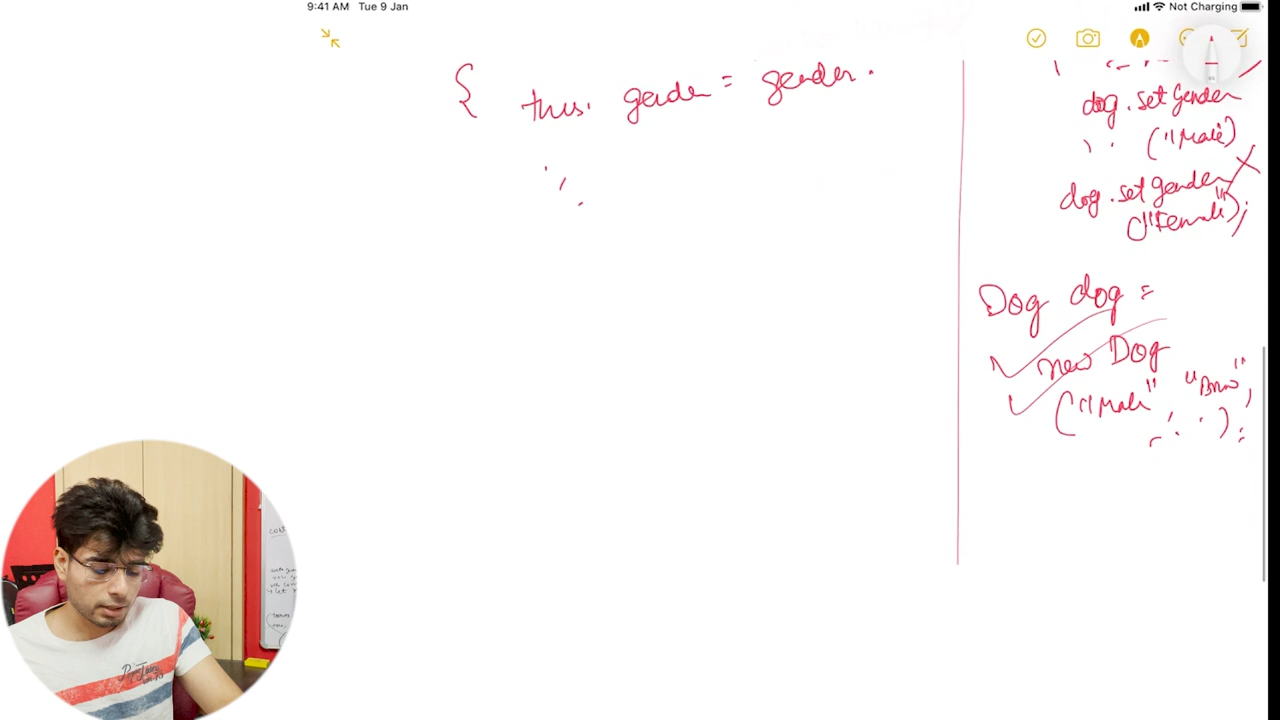 9:41 AM Tue 9 Jan
Not Charging
{ this. gender = gender.
dog. set Gender
("Male")
dog. set gender
("Female");
Dog dog =
new Dog
("Male"